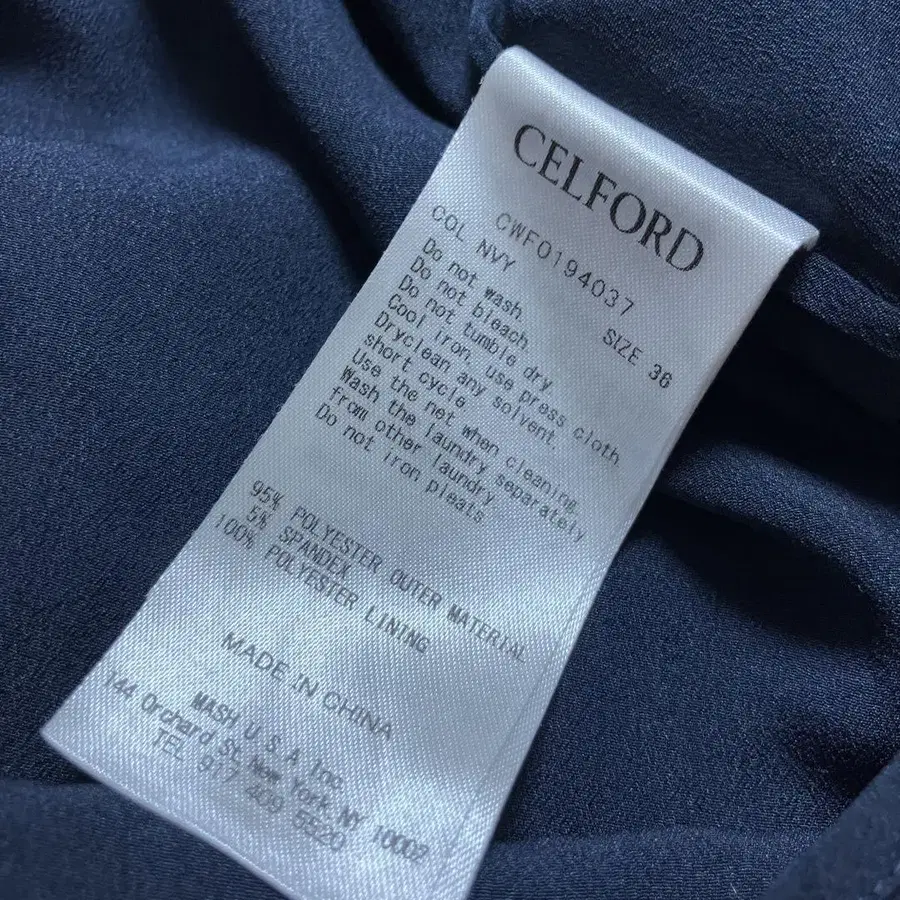 CELFORD
CWF0194037
COL NVY SIZE 36
Do not wash.
Do not bleach.
Do not tumble dry.
Cool iron, use press cloth
Dryclean any solvent.
short cycle.
Use the net when cleaning.
Wash the laundry separately
from other laundry.
Do not iron pleats
95% POLYESTER OUTER MATERIAL
5% SPANDEX
100% POLYESTER LINING
MADE IN CHINA
MASH U.S.A Inc.
144 Orchard St. New York, NY 10002
TEL 917 409 5520